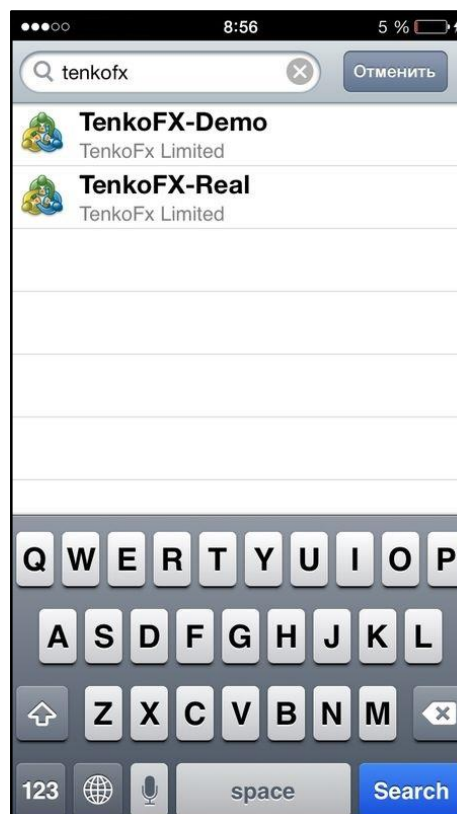 8:56 5 %
tenkofx Отменить
TenkoFX-Demo
TenkoFx Limited
TenkoFX-Real
TenkoFx Limited
Q W E R T Y U I O P
A S D F G H J K L
Z X C V B N M
123 space Search